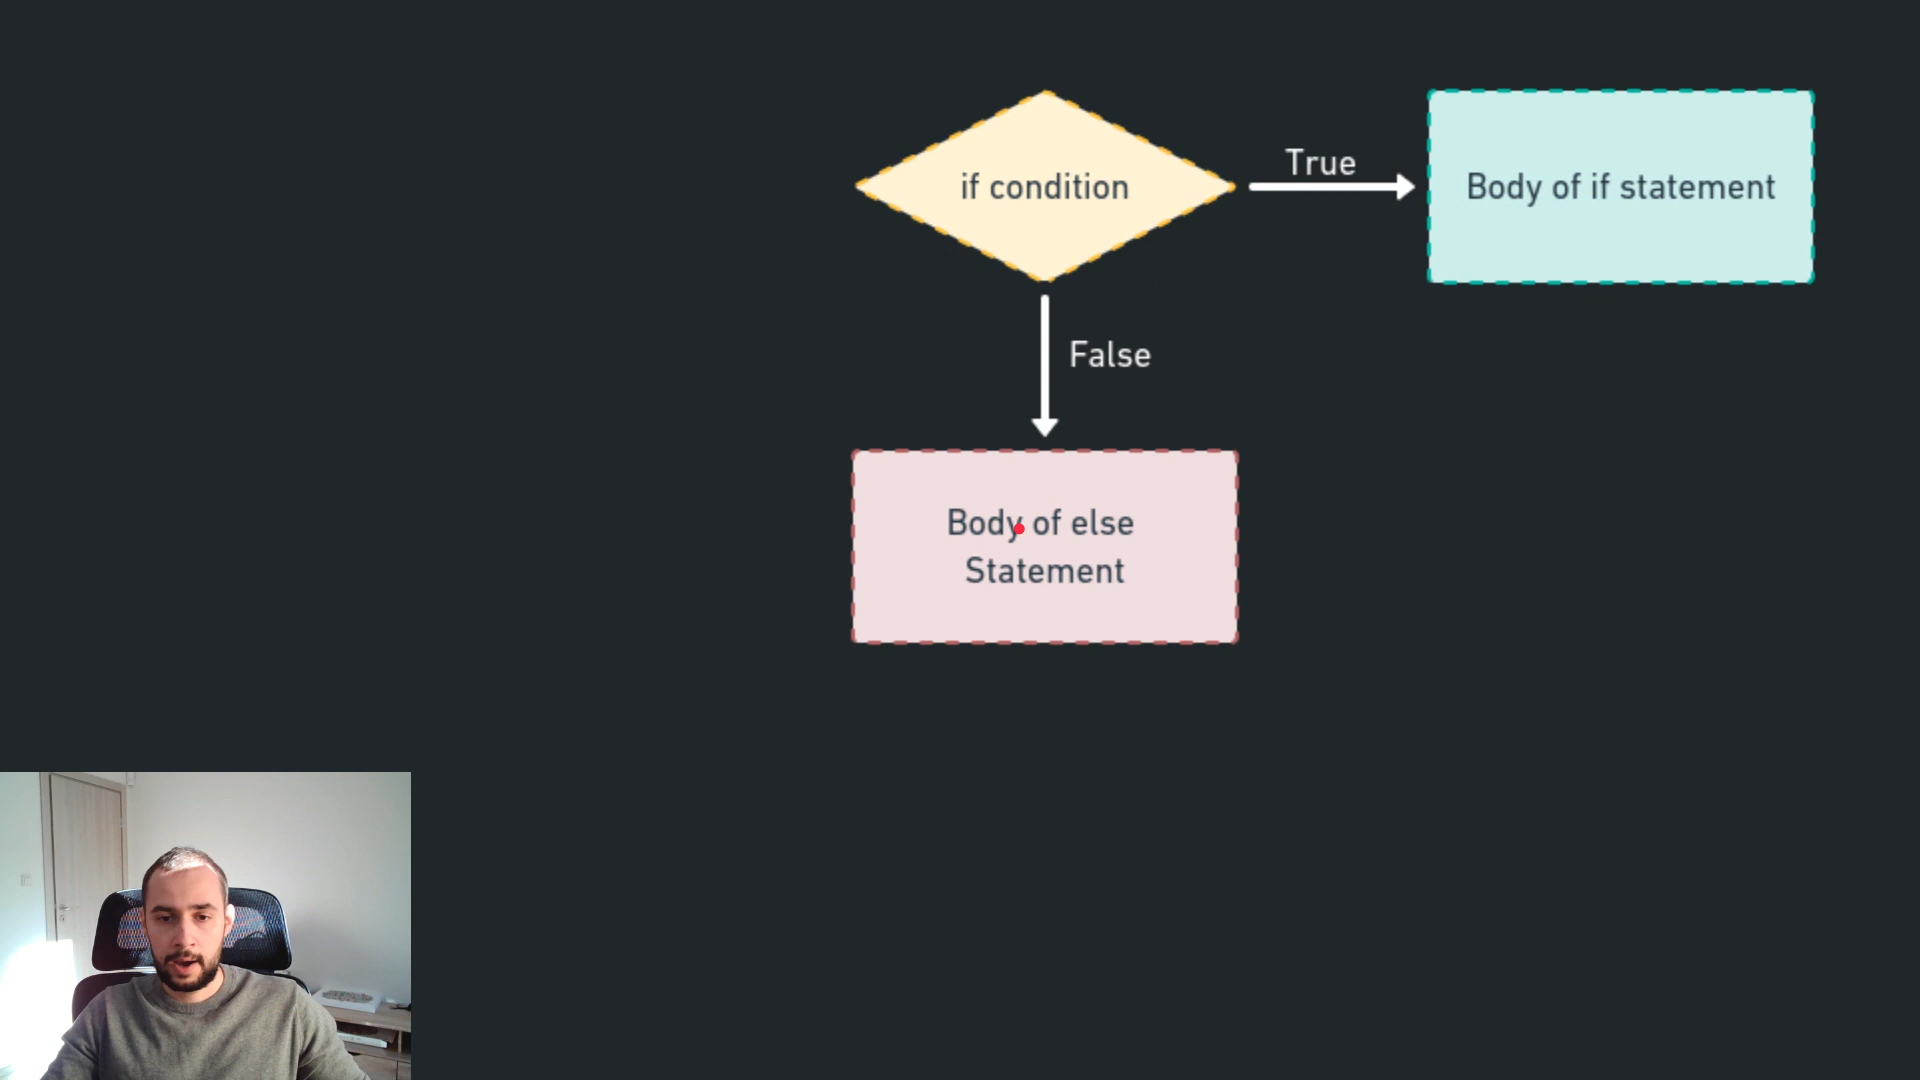 if condition
True
Body of if statement
False
Body of else
Statement